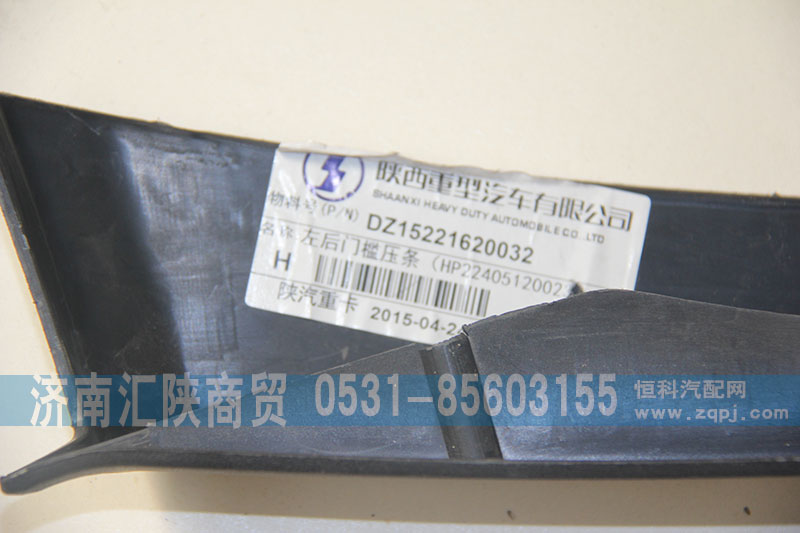 陕西重型汽车有限公司
SHAANXI HEAVY DUTY AUTOMOBILE CO.,LTD
物料号(P/N) DZ15221620032
名称 左后门槛压条（HP2240512002
H
陕汽重卡 2015-04-24
济南汇陕商贸 0531-85603155 恒科汽配网
www.zqpj.com